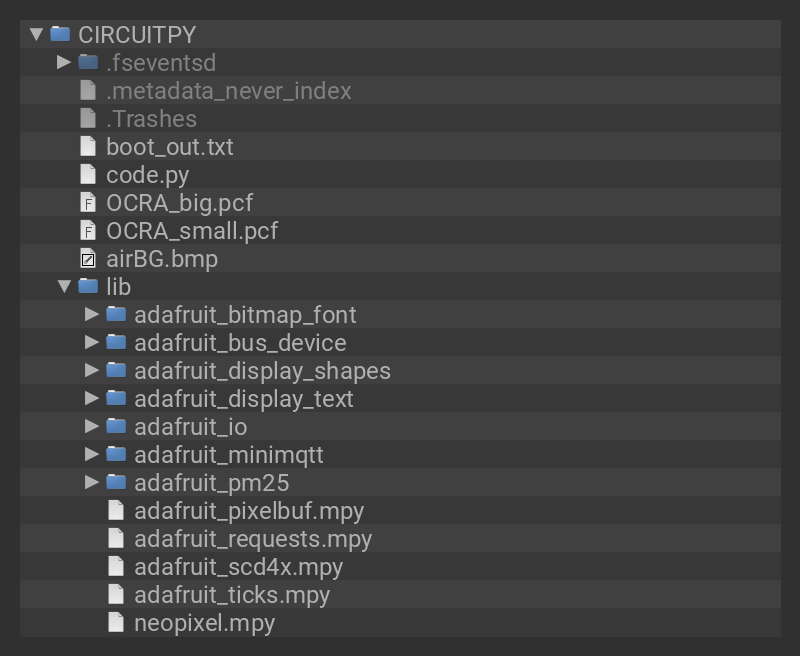 CIRCUITPY
.fseventsd
.metadata_never_index
.Trashes
boot_out.txt
code.py
OCRA_big.pcf
OCRA_small.pcf
airBG.bmp
lib
adafruit_bitmap_font
adafruit_bus_device
adafruit_display_shapes
adafruit_display_text
adafruit_io
adafruit_minimqtt
adafruit_pm25
adafruit_pixelbuf.mpy
adafruit_requests.mpy
adafruit_scd4x.mpy
adafruit_ticks.mpy
neopixel.mpy